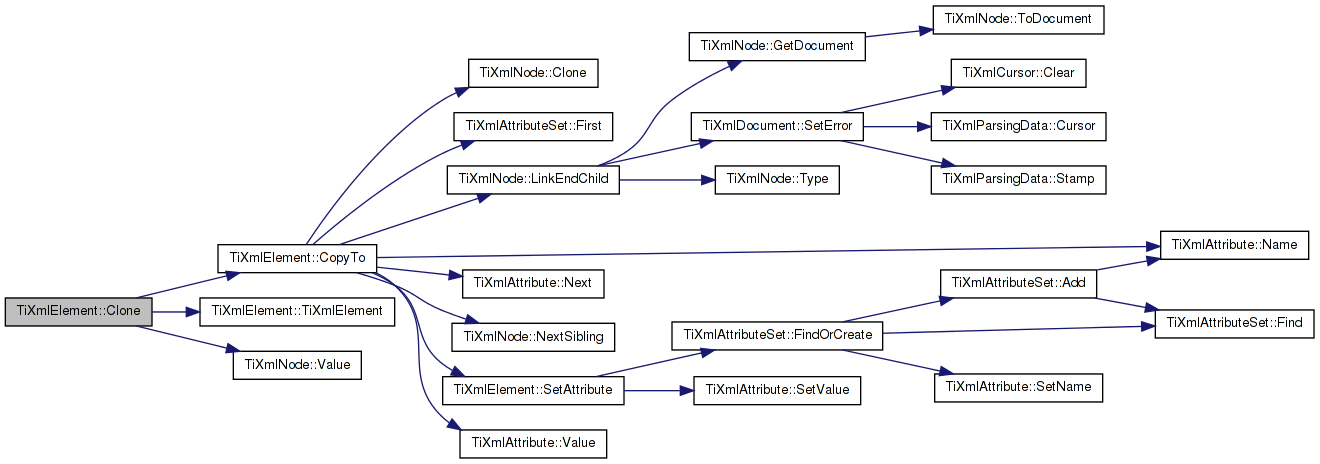 TiXmlElement::Clone
TiXmlElement::CopyTo
TiXmlElement::TiXmlElement
TiXmlNode::Value
TiXmlNode::Clone
TiXmlAttributeSet::First
TiXmlNode::LinkEndChild
TiXmlAttribute::Next
TiXmlNode::NextSibling
TiXmlElement::SetAttribute
TiXmlAttribute::Value
TiXmlNode::GetDocument
TiXmlDocument::SetError
TiXmlNode::Type
TiXmlAttributeSet::FindOrCreate
TiXmlAttribute::SetValue
TiXmlNode::ToDocument
TiXmlCursor::Clear
TiXmlParsingData::Cursor
TiXmlParsingData::Stamp
TiXmlAttributeSet::Add
TiXmlAttribute::SetName
TiXmlAttribute::Name
TiXmlAttributeSet::Find